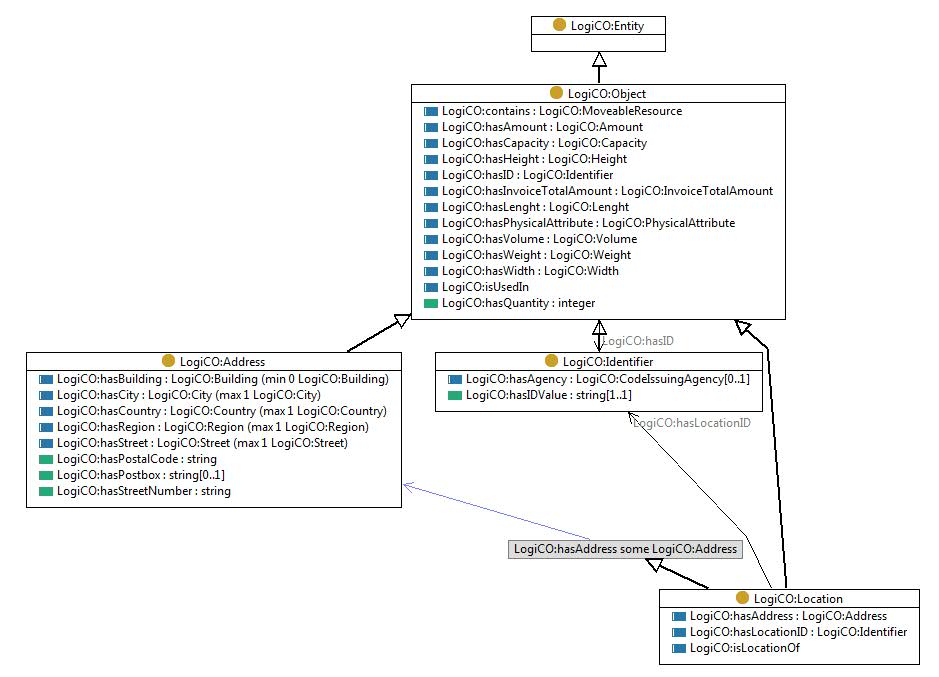 LogiCO:Entity
LogiCO:Object
LogiCO:contains : LogiCO:MoveableResource
LogiCO:hasAmount : LogiCO:Amount
LogiCO:hasCapacity : LogiCO:Capacity
LogiCO:hasHeight : LogiCO:Height
LogiCO:hasID : LogiCO:Identifier
LogiCO:hasInvoiceTotalAmount : LogiCO:InvoiceTotalAmount
LogiCO:hasLenght : LogiCO:Lenght
LogiCO:hasPhysicalAttribute : LogiCO:PhysicalAttribute
LogiCO:hasVolume : LogiCO:Volume
LogiCO:hasWeight : LogiCO:Weight
LogiCO:hasWidth : LogiCO:Width
LogiCO:isUsedIn
LogiCO:hasQuantity : integer
LogiCO:hasID
LogiCO:Address
LogiCO:hasBuilding : LogiCO:Building (min 0 LogiCO:Building)
LogiCO:hasCity : LogiCO:City (max 1 LogiCO:City)
LogiCO:hasCountry : LogiCO:Country (max 1 LogiCO:Country)
LogiCO:hasRegion : LogiCO:Region (max 1 LogiCO:Region)
LogiCO:hasStreet : LogiCO:Street (max 1 LogiCO:Street)
LogiCO:hasPostalCode : string
LogiCO:hasPostbox : string[0..1]
LogiCO:hasStreetNumber : string
LogiCO:Identifier
LogiCO:hasAgency : LogiCO:CodeIssuingAgency[0..1]
LogiCO:hasIDValue : string[1..1]
LogiCO:hasLocationID
LogiCO:hasAddress some LogiCO:Address
LogiCO:Location
LogiCO:hasAddress : LogiCO:Address
LogiCO:hasLocationID : LogiCO:Identifier
LogiCO:isLocationOf